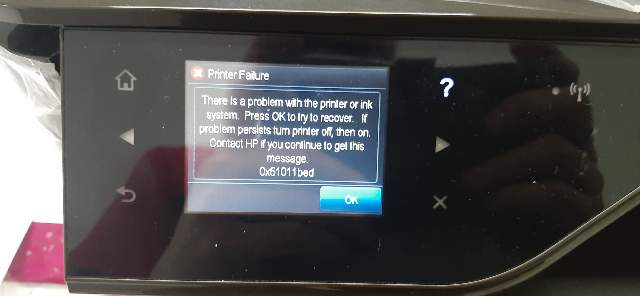 Printer Failure
There is a problem with the printer or ink
system. Press OK to try to recover. If
problem persists turn printer off, then on.
Contact HP if you continue to get this
message.
0x61011bed
OK
?